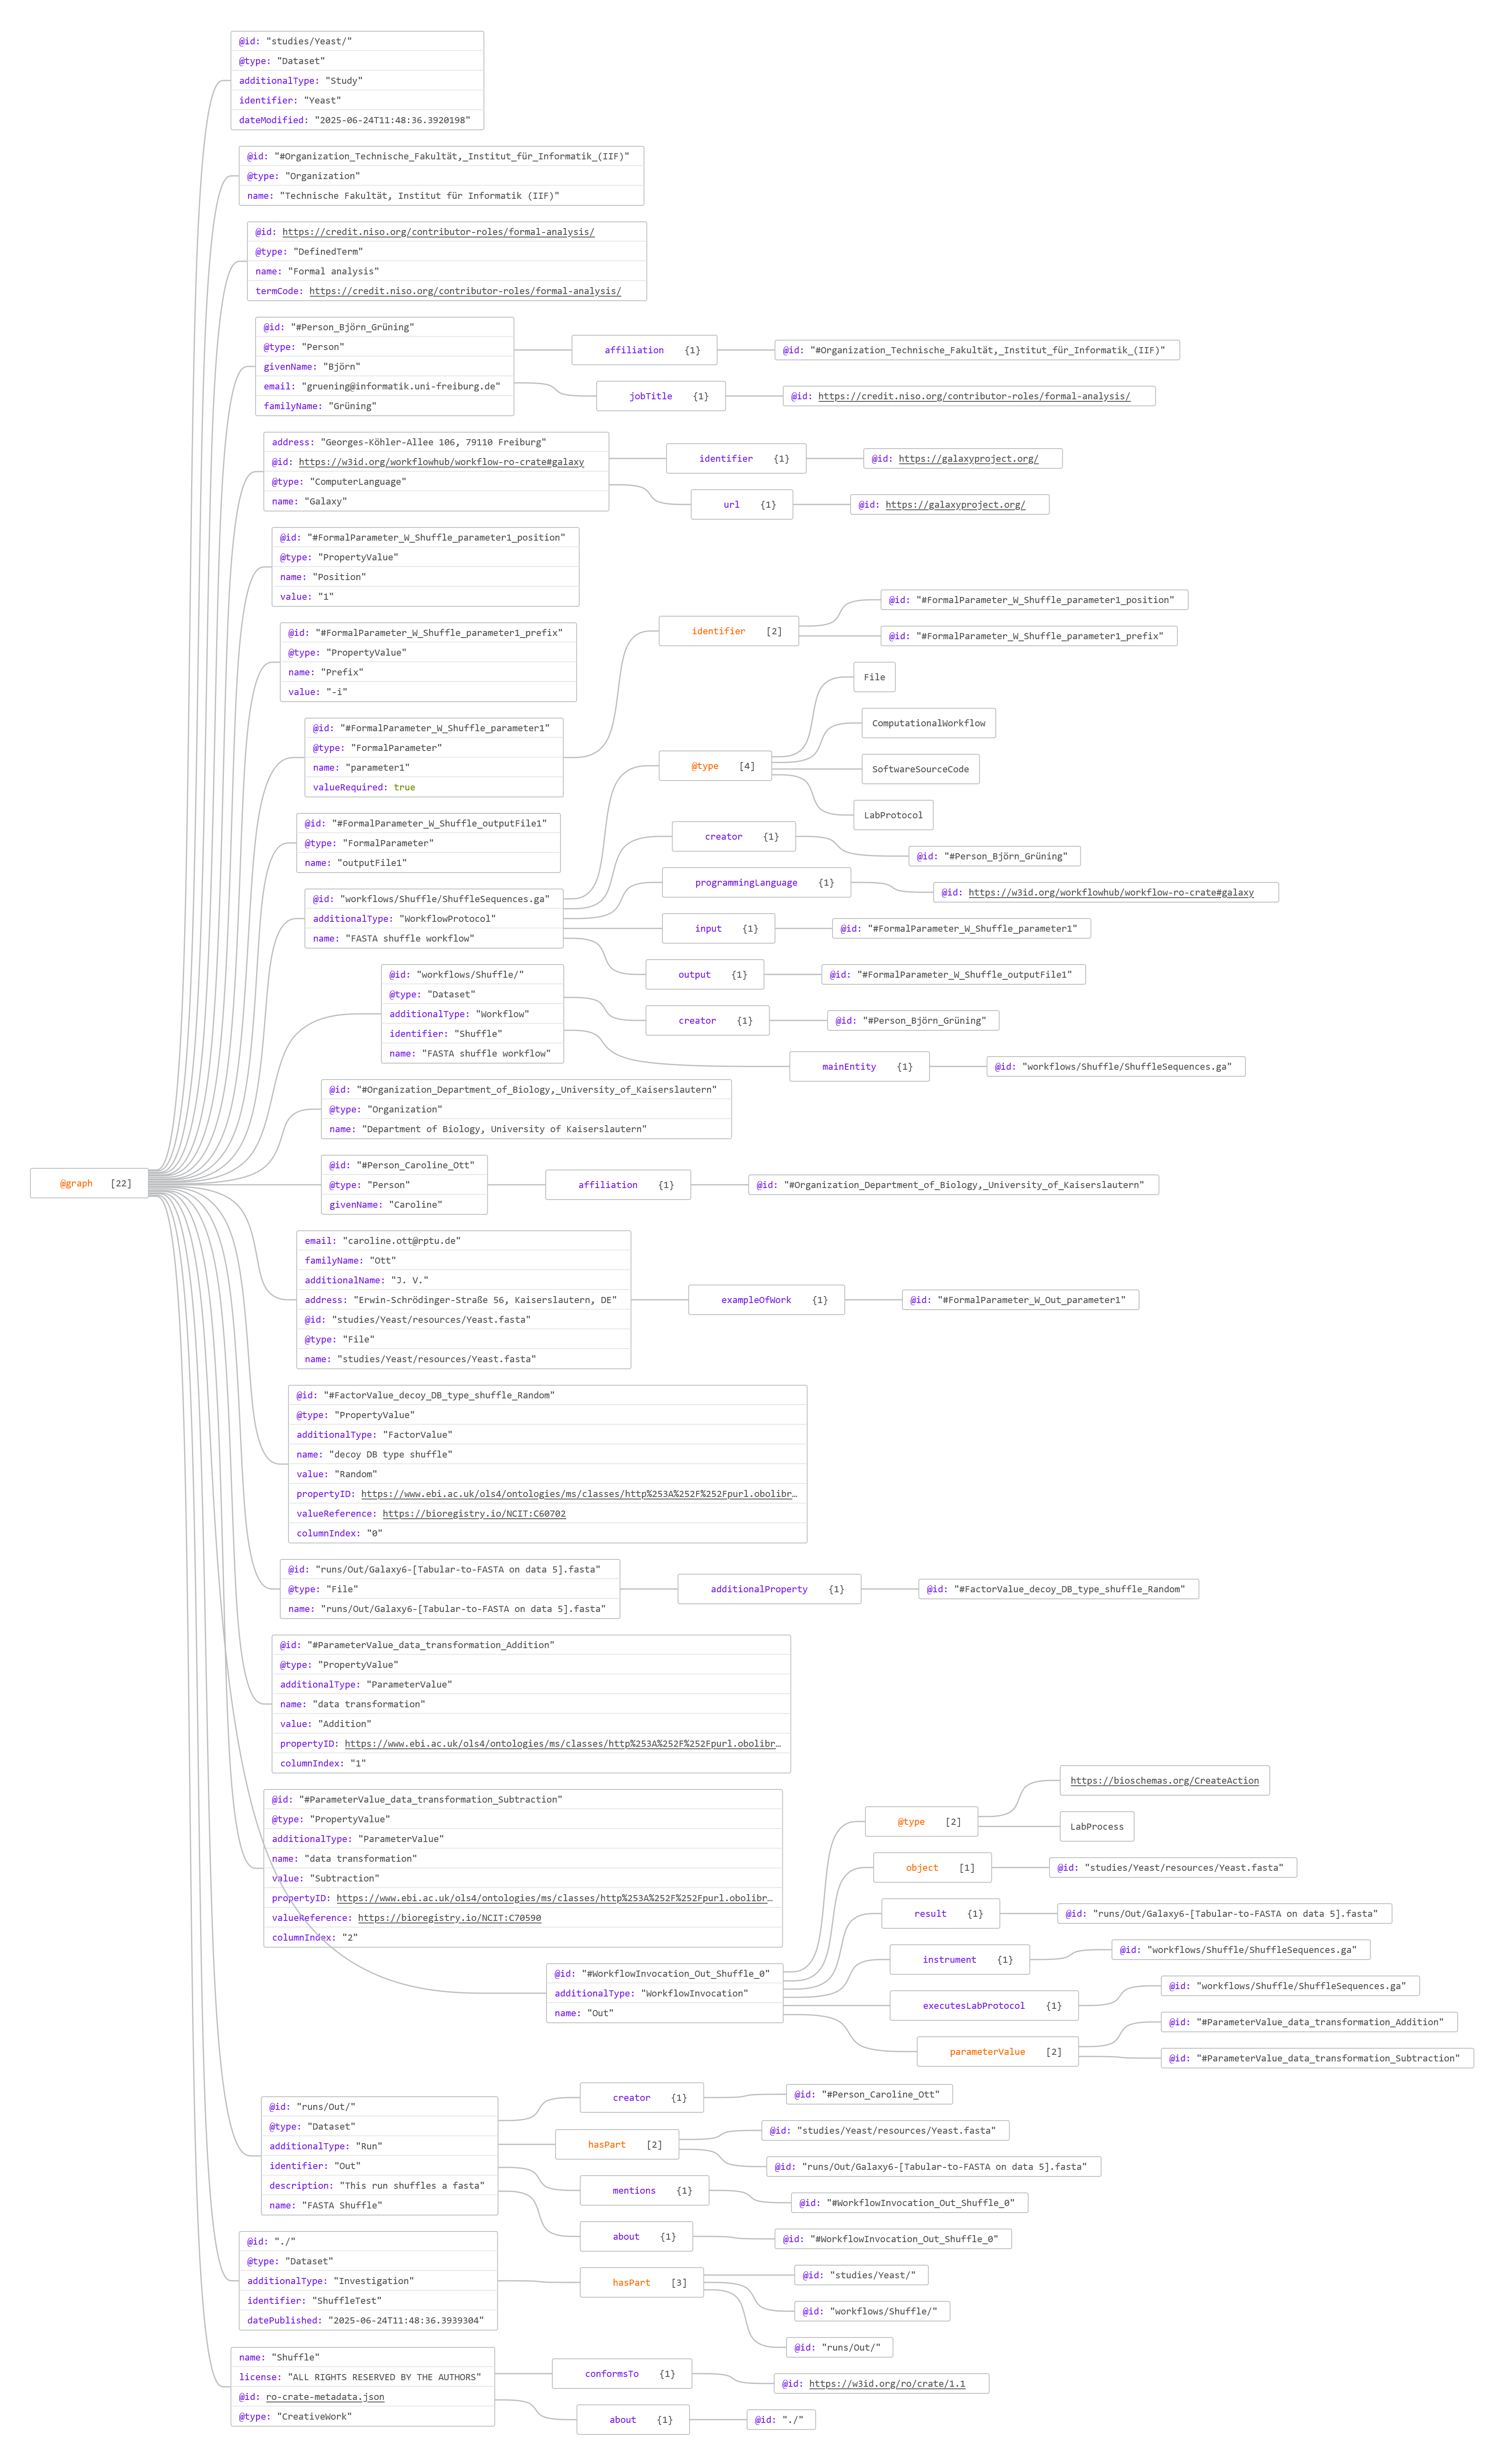 @id: "studies/Yeast/"
@type: "Dataset"
additionalType: "Study"
identifier: "Yeast"
dateModified: "2025-06-24T11:48:36.3920198"
@id: "#Organization_Technische_Fakultät,_Institut_für_Informatik_(IIF)"
@type: "Organization"
name: "Technische Fakultät, Institut für Informatik (IIF)"
@id: https://credit.niso.org/contributor-roles/formal-analysis/
@type: "DefinedTerm"
name: "Formal analysis"
termCode: https://credit.niso.org/contributor-roles/formal-analysis/
@id: "#Person_Björn_Grüning"
@type: "Person"
givenName: "Björn"
email: "gruening@informatik.uni-freiburg.de"
familyName: "Grüning"
affiliation {1}
@id: "#Organization_Technische_Fakultät,_Institut_für_Informatik_(IIF)"
jobTitle {1}
@id: https://credit.niso.org/contributor-roles/formal-analysis/
address: "Georges-Köhler-Allee 106, 79110 Freiburg"
@id: https://w3id.org/workflowhub/workflow-ro-crate#galaxy
@type: "ComputerLanguage"
name: "Galaxy"
identifier {1}
@id: https://galaxyproject.org/
url {1}
@id: https://galaxyproject.org/
@id: "#FormalParameter_W_Shuffle_parameter1_position"
@type: "PropertyValue"
name: "Position"
value: "1"
@id: "#FormalParameter_W_Shuffle_parameter1_prefix"
@type: "PropertyValue"
name: "Prefix"
value: "-i"
@id: "#FormalParameter_W_Shuffle_parameter1"
@type: "FormalParameter"
name: "parameter1"
valueRequired: true
identifier [2]
@id: "#FormalParameter_W_Shuffle_parameter1_position"
@id: "#FormalParameter_W_Shuffle_parameter1_prefix"
@id: "#FormalParameter_W_Shuffle_outputFile1"
@type: "FormalParameter"
name: "outputFile1"
@id: "workflows/Shuffle/ShuffleSequences.ga"
additionalType: "WorkflowProtocol"
name: "FASTA shuffle workflow"
@type [4]
File
ComputationalWorkflow
SoftwareSourceCode
LabProtocol
creator {1}
@id: "#Person_Björn_Grüning"
programmingLanguage {1}
@id: https://w3id.org/workflowhub/workflow-ro-crate#galaxy
input {1}
@id: "#FormalParameter_W_Shuffle_parameter1"
output {1}
@id: "#FormalParameter_W_Shuffle_outputFile1"
@id: "workflows/Shuffle/"
@type: "Dataset"
additionalType: "Workflow"
identifier: "Shuffle"
name: "FASTA shuffle workflow"
creator {1}
@id: "#Person_Björn_Grüning"
mainEntity {1}
@id: "workflows/Shuffle/ShuffleSequences.ga"
@id: "#Organization_Department_of_Biology,_University_of_Kaiserslautern"
@type: "Organization"
name: "Department of Biology, University of Kaiserslautern"
@graph [22]
@id: "#Person_Caroline_Ott"
@type: "Person"
givenName: "Caroline"
affiliation {1}
@id: "#Organization_Department_of_Biology,_University_of_Kaiserslautern"
email: "caroline.ott@rptu.de"
familyName: "Ott"
additionalName: "J. V."
address: "Erwin-Schrödinger-Straße 56, Kaiserslautern, DE"
@id: "studies/Yeast/resources/Yeast.fasta"
@type: "File"
name: "studies/Yeast/resources/Yeast.fasta"
exampleOfWork {1}
@id: "#FormalParameter_W_Out_parameter1"
@id: "#FactorValue_decoy_DB_type_shuffle_Random"
@type: "PropertyValue"
additionalType: "FactorValue"
name: "decoy DB type shuffle"
value: "Random"
propertyID: https://www.ebi.ac.uk/ols4/ontologies/ms/classes/http%253A%252F%252Fpurl.obolibr…
valueReference: https://bioregistry.io/NCIT:C60702
columnIndex: "0"
@id: "runs/Out/Galaxy6-[Tabular-to-FASTA on data 5].fasta"
@type: "File"
name: "runs/Out/Galaxy6-[Tabular-to-FASTA on data 5].fasta"
additionalProperty {1}
@id: "#FactorValue_decoy_DB_type_shuffle_Random"
@id: "#ParameterValue_data_transformation_Addition"
@type: "PropertyValue"
additionalType: "ParameterValue"
name: "data transformation"
value: "Addition"
propertyID: https://www.ebi.ac.uk/ols4/ontologies/ms/classes/http%253A%252F%252Fpurl.obolibr…
columnIndex: "1"
@id: "#ParameterValue_data_transformation_Subtraction"
@type: "PropertyValue"
additionalType: "ParameterValue"
name: "data transformation"
value: "Subtraction"
propertyID: https://www.ebi.ac.uk/ols4/ontologies/ms/classes/http%253A%252F%252Fpurl.obolibr…
valueReference: https://bioregistry.io/NCIT:C70590
columnIndex: "2"
@id: "#WorkflowInvocation_Out_Shuffle_0"
additionalType: "WorkflowInvocation"
name: "Out"
@type [2]
https://bioschemas.org/CreateAction
LabProcess
object [1]
@id: "studies/Yeast/resources/Yeast.fasta"
result {1}
@id: "runs/Out/Galaxy6-[Tabular-to-FASTA on data 5].fasta"
instrument {1}
@id: "workflows/Shuffle/ShuffleSequences.ga"
executesLabProtocol {1}
@id: "workflows/Shuffle/ShuffleSequences.ga"
parameterValue [2]
@id: "#ParameterValue_data_transformation_Addition"
@id: "#ParameterValue_data_transformation_Subtraction"
@id: "runs/Out/"
@type: "Dataset"
additionalType: "Run"
identifier: "Out"
description: "This run shuffles a fasta"
name: "FASTA Shuffle"
creator {1}
@id: "#Person_Caroline_Ott"
hasPart [2]
@id: "studies/Yeast/resources/Yeast.fasta"
@id: "runs/Out/Galaxy6-[Tabular-to-FASTA on data 5].fasta"
mentions {1}
@id: "#WorkflowInvocation_Out_Shuffle_0"
about {1}
@id: "#WorkflowInvocation_Out_Shuffle_0"
@id: "./"
@type: "Dataset"
additionalType: "Investigation"
identifier: "ShuffleTest"
datePublished: "2025-06-24T11:48:36.3939304"
hasPart [3]
@id: "studies/Yeast/"
@id: "workflows/Shuffle/"
@id: "runs/Out/"
name: "Shuffle"
license: "ALL RIGHTS RESERVED BY THE AUTHORS"
@id: ro-crate-metadata.json
@type: "CreativeWork"
conformsTo {1}
@id: https://w3id.org/ro/crate/1.1
about {1}
@id: "./"